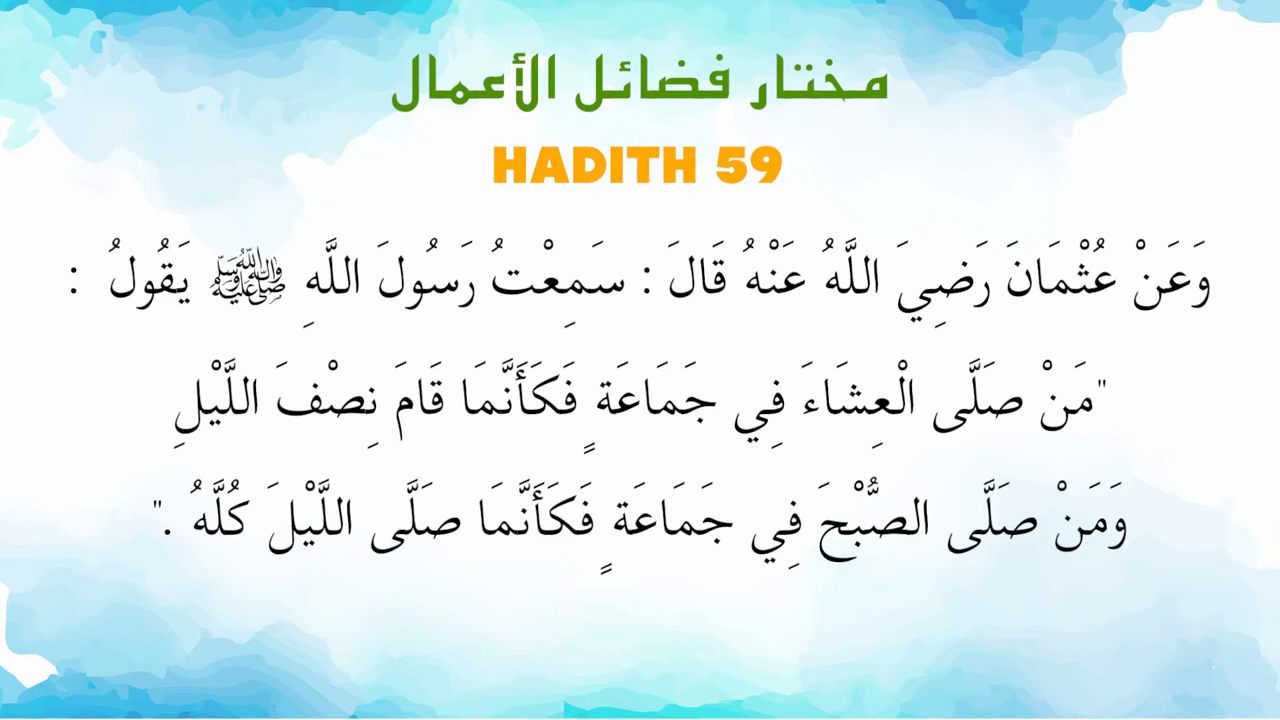 مختار فضائل الأعمال
HADITH 59
وَعَنْ عُثْمَانَ رَضِيَ اللَّهُ عَنْهُ قَالَ : سَمِعْتُ رَسُولَ اللَّهِ ﷺ يَقُولُ :
"مَنْ صَلَّى الْعِشَاءَ فِي جَمَاعَةٍ فَكَأَنَّمَا قَامَ نِصْفَ اللَّيْلِ
وَمَنْ صَلَّى الصُّبْحَ فِي جَمَاعَةٍ فَكَأَنَّمَا صَلَّى اللَّيْلَ كُلَّهُ ."